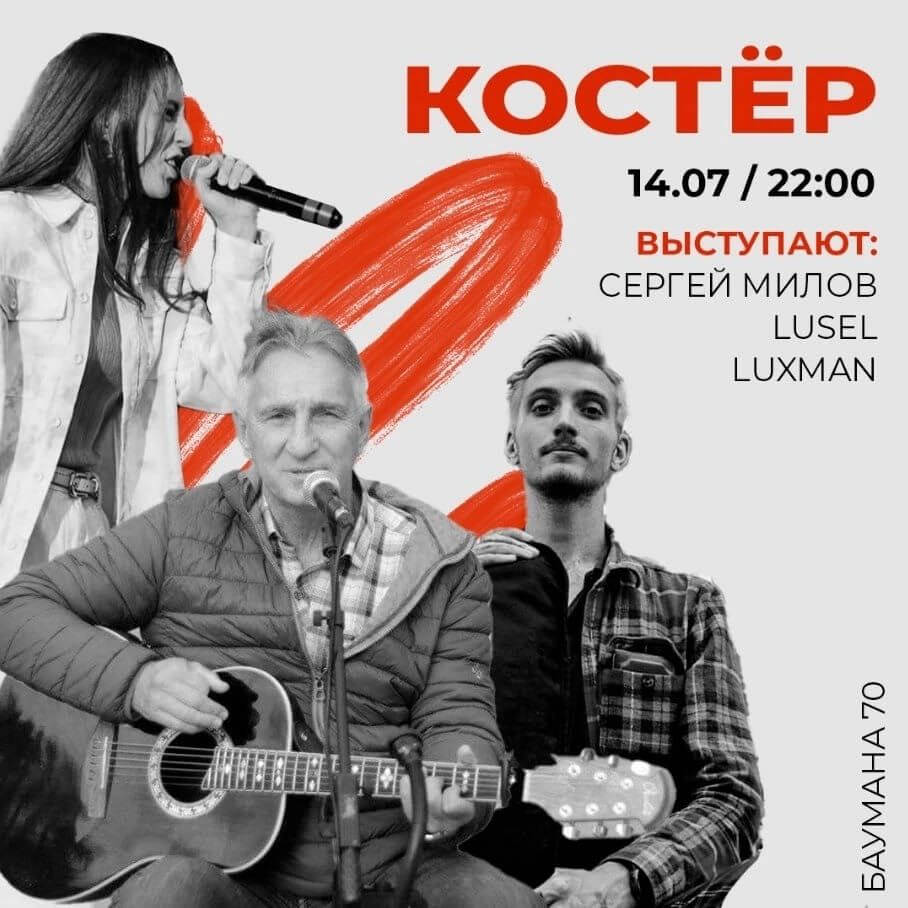 КОСТЁР
14.07 / 22:00
ВЫСТУПАЮТ:
СЕРГЕЙ МИЛОВ
LUSEL
LUXMAN
БАУМАНА 70